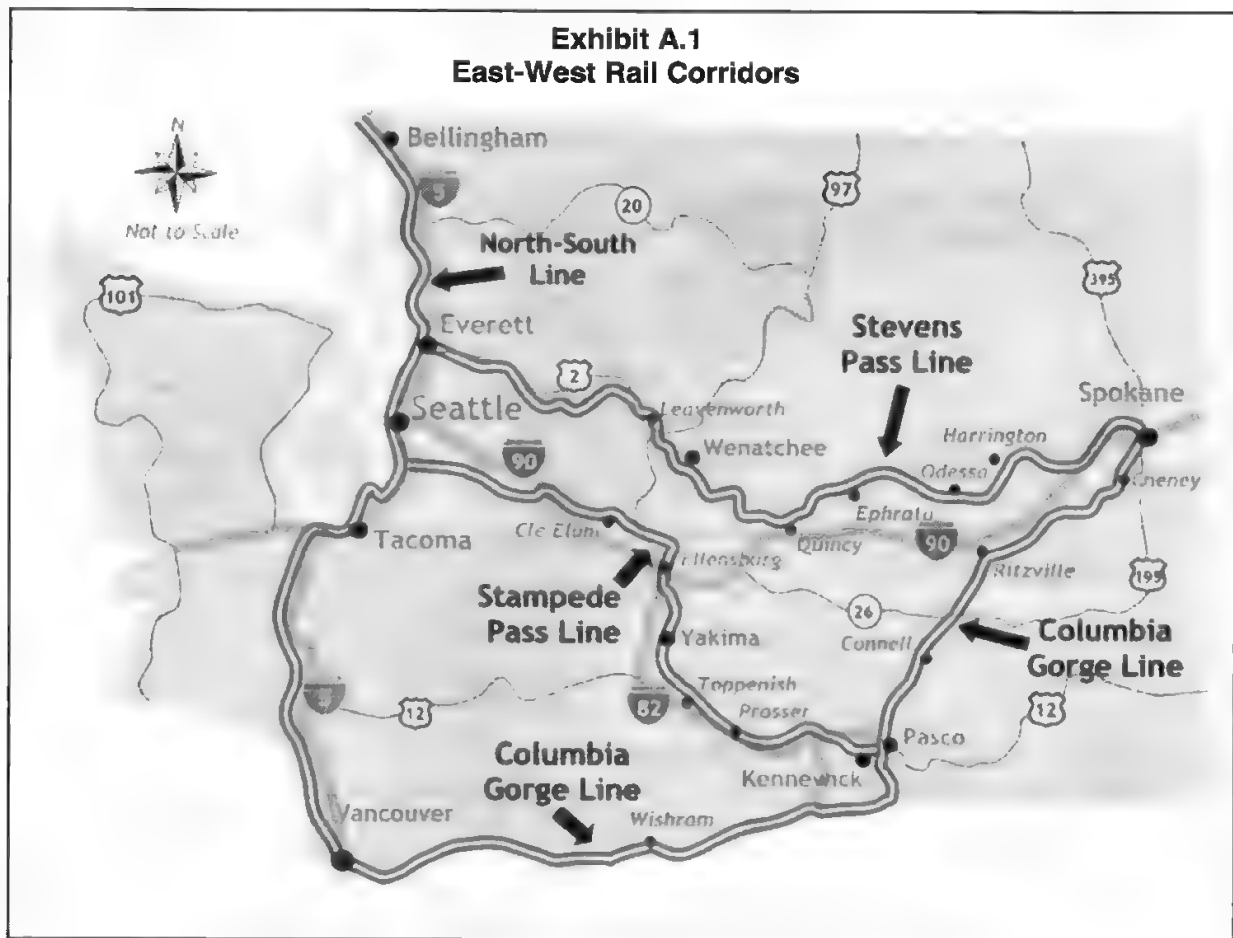 Exhibit A.1
East-West Rail Corridors
N
Not to Scale
Bellingham
5
20
97
North-South
Line
101
395
Everett
Stevens
Pass Line
2
Spokane
Seattle
Leavenworth
Harrington
90
Wenatchee
Odessa
Cheney
Cle Elum
Ephrata
Tacoma
Quincy
90
Ellensburg
Ritzville
195
Stampede
Pass Line
26
Columbia
Gorge Line
Yakima
Connell
Toppenish
5
12
82
Prosser
12
Pasco
Columbia
Gorge Line
Kennewick
Vancouver
Wishram